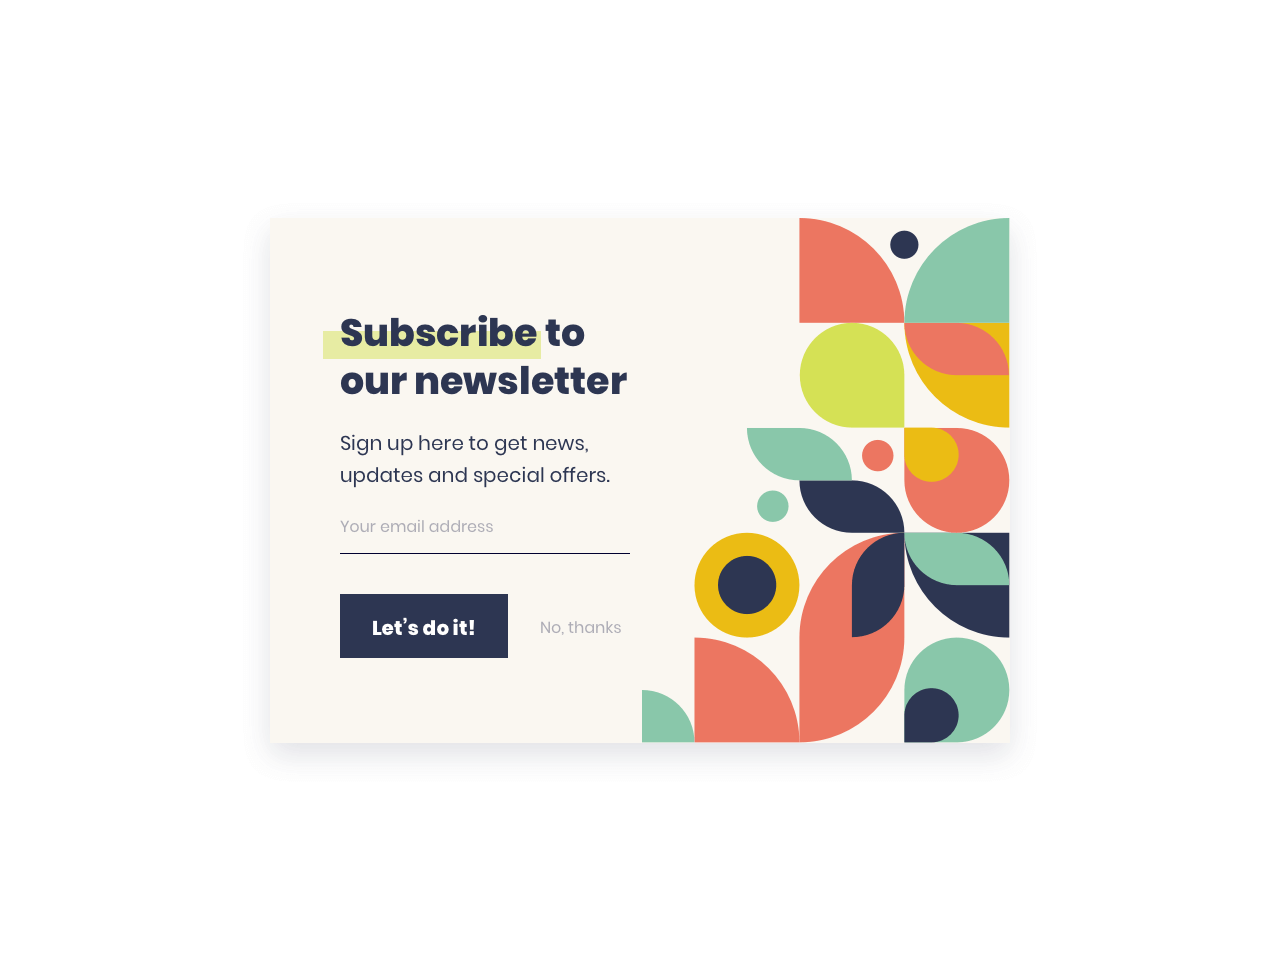 Subscribe to
our newsletter
Sign up here to get news,
updates and special offers.
Your email address
Let’s do it!
No, thanks